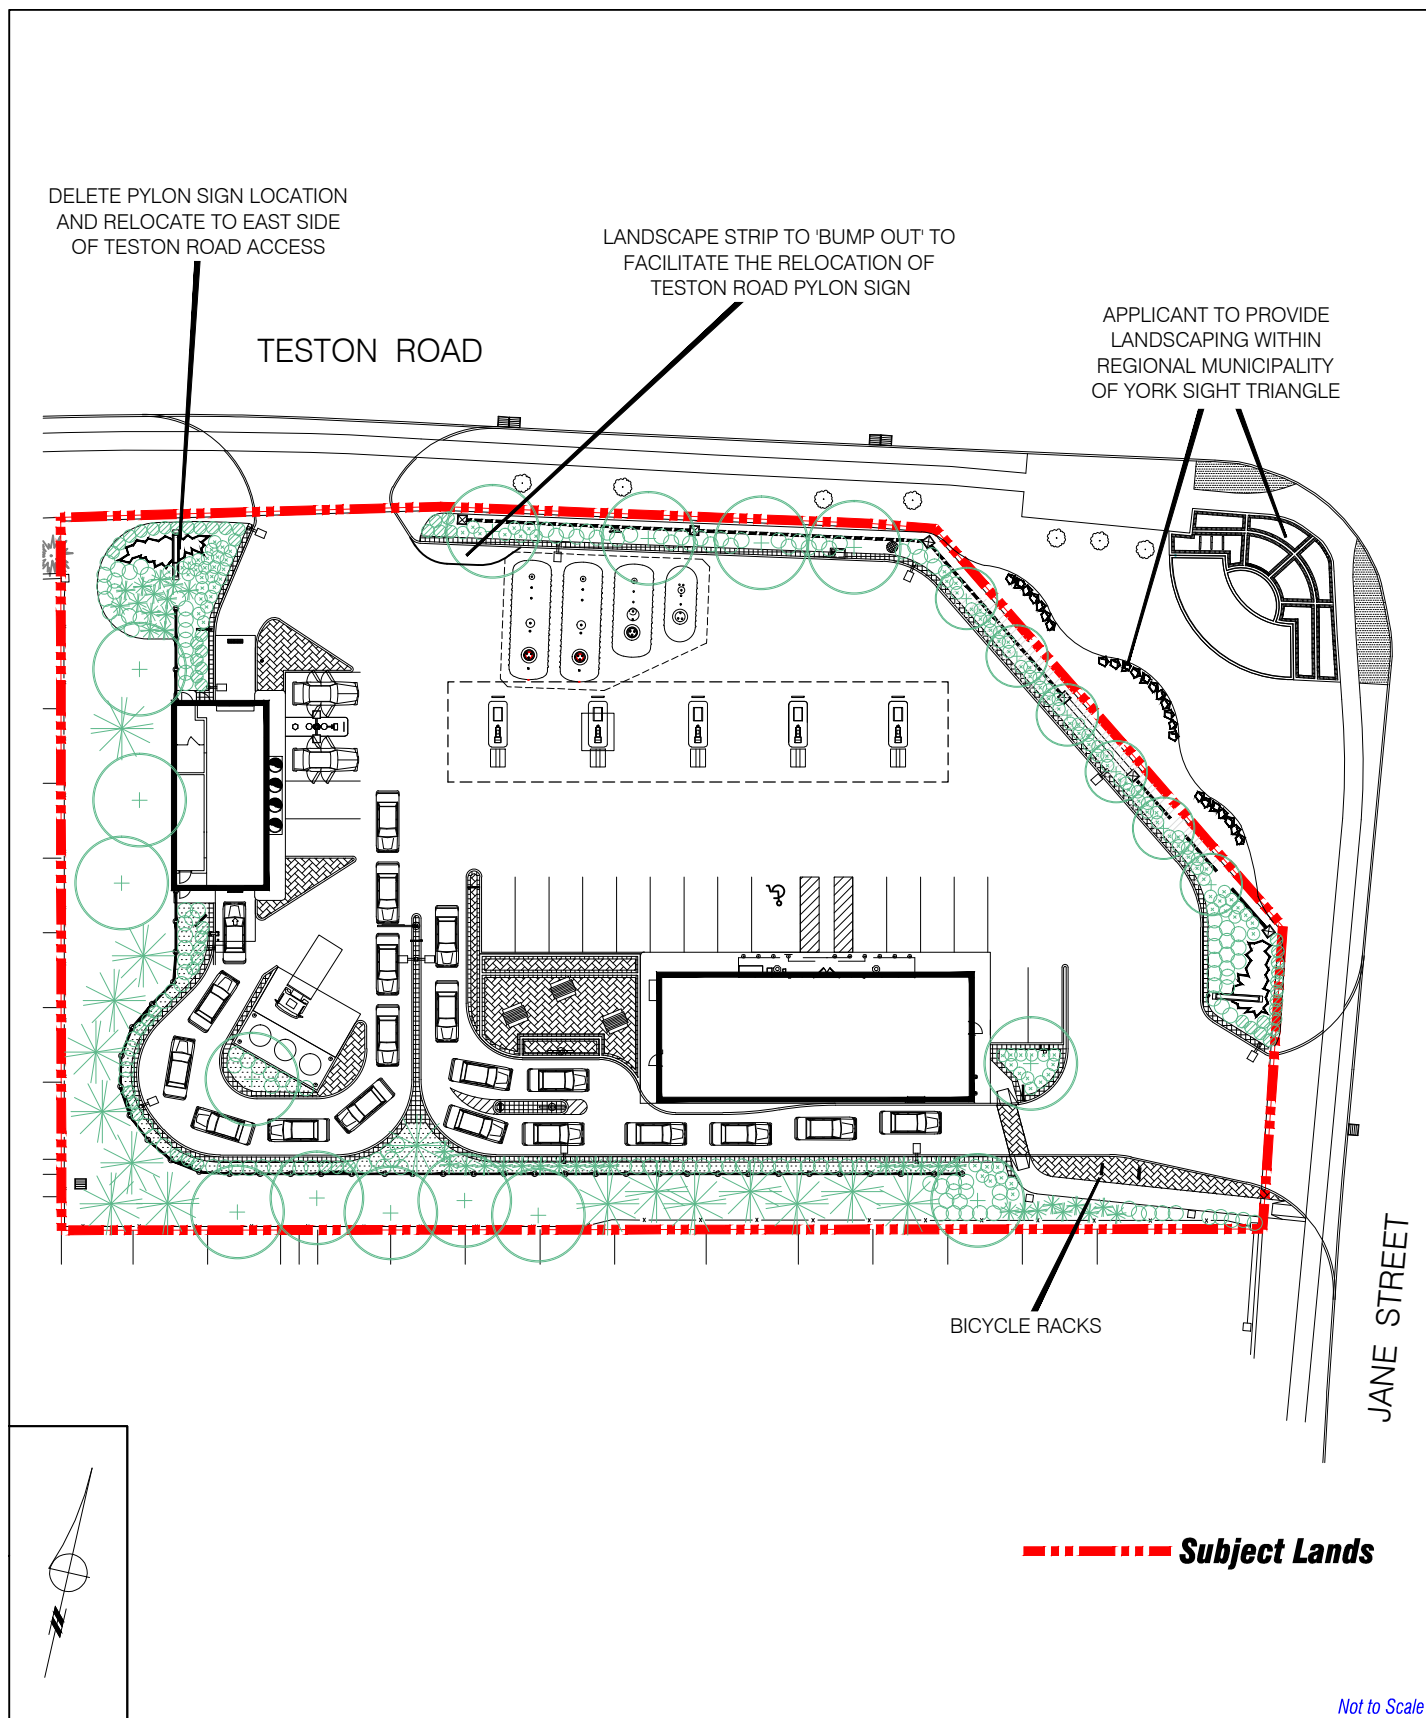 DELETE PYLON SIGN LOCATION
AND RELOCATE TO EAST SIDE
OF TESTON ROAD ACCESS
LANDSCAPE STRIP TO 'BUMP OUT' TO
FACILITATE THE RELOCATION OF
TESTON ROAD PYLON SIGN
APPLICANT TO PROVIDE
LANDSCAPING WITHIN
REGIONAL MUNICIPALITY
OF YORK SIGHT TRIANGLE
TESTON ROAD
BICYCLE RACKS
JANE STREET
N
Subject Lands
Not to Scale